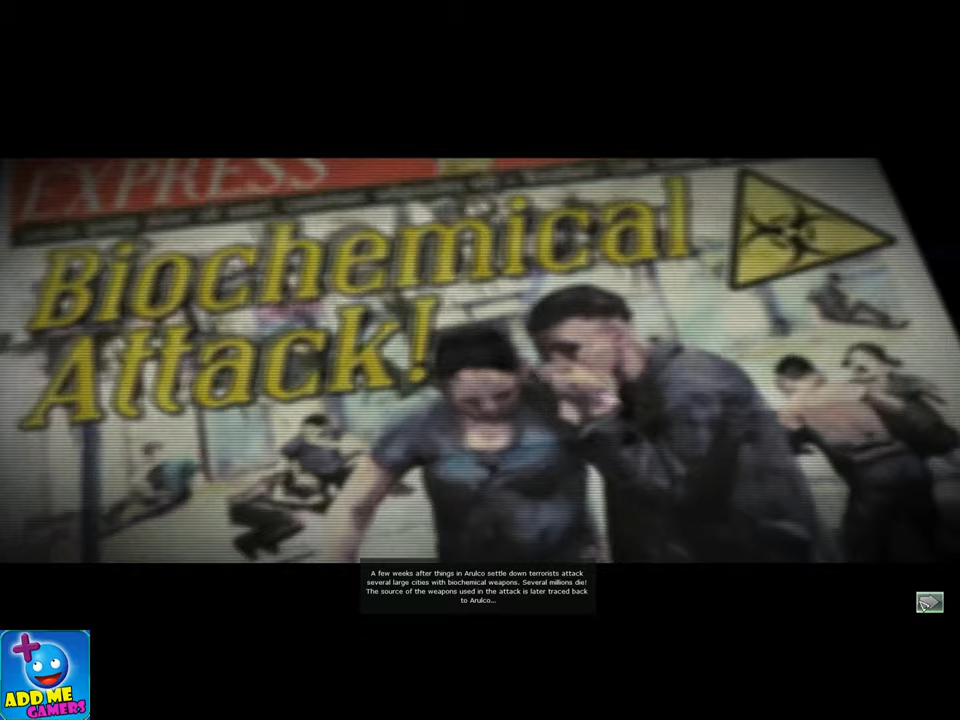 EXPRESS
Biochemical
Attack!
A few weeks after things in Arulco settle down terrorists attack
several large cities with biochemical weapons. Several millions die!
The source of the weapons used in the attack is later traced back
to Arulco...
ADD ME
GAMERS